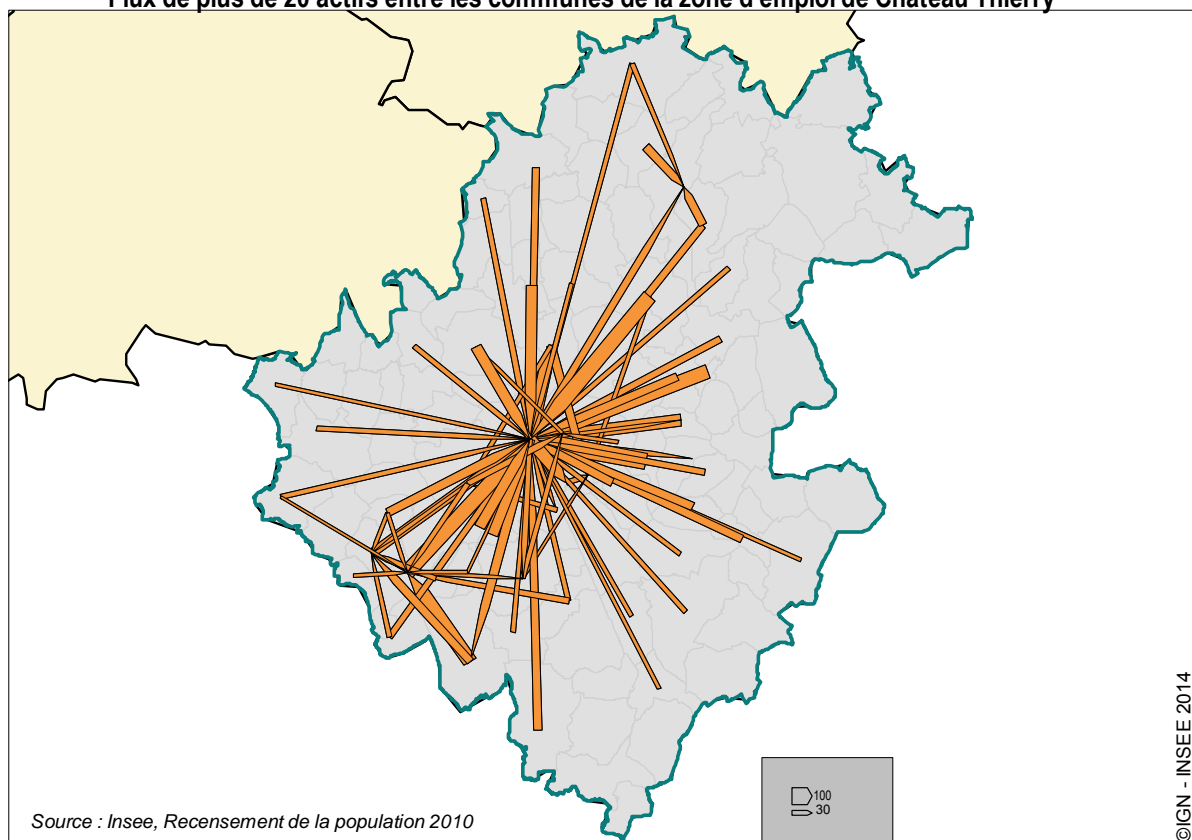 Flux de plus de 20 actifs entre les communes de la zone d'emploi de Château Thierry
100
30
Source : Insee, Recensement de la population 2010
©IGN - INSEE 2014